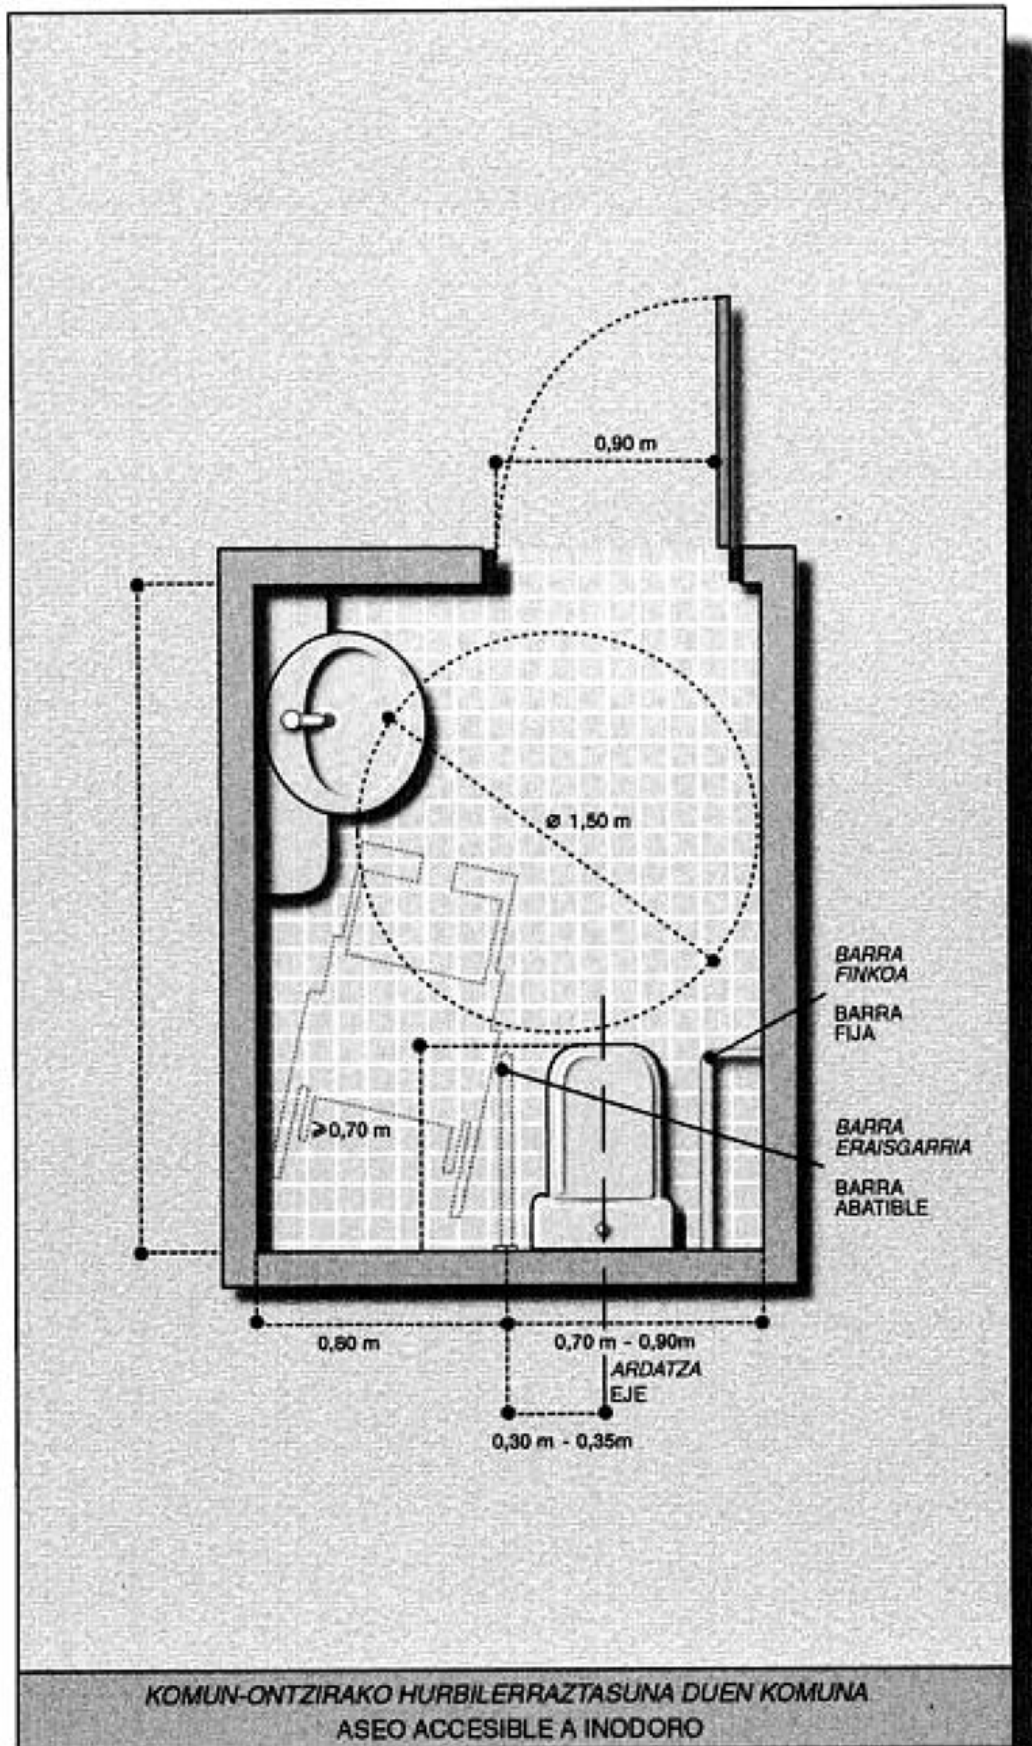 0,90 m
ø 1,50 m
BARRA
FINKOA
BARRA
FIJA
⩾0,70 m
BARRA
ERAISGARRIA
BARRA
ABATIBLE
0,80 m
0,70 m - 0,90m
ARDATZA
EJE
0,30 m - 0,35m
KOMUN-ONTZIRAKO HURBILERRAZTASUNA DUEN KOMUNA
ASEO ACCESIBLE A INODORO